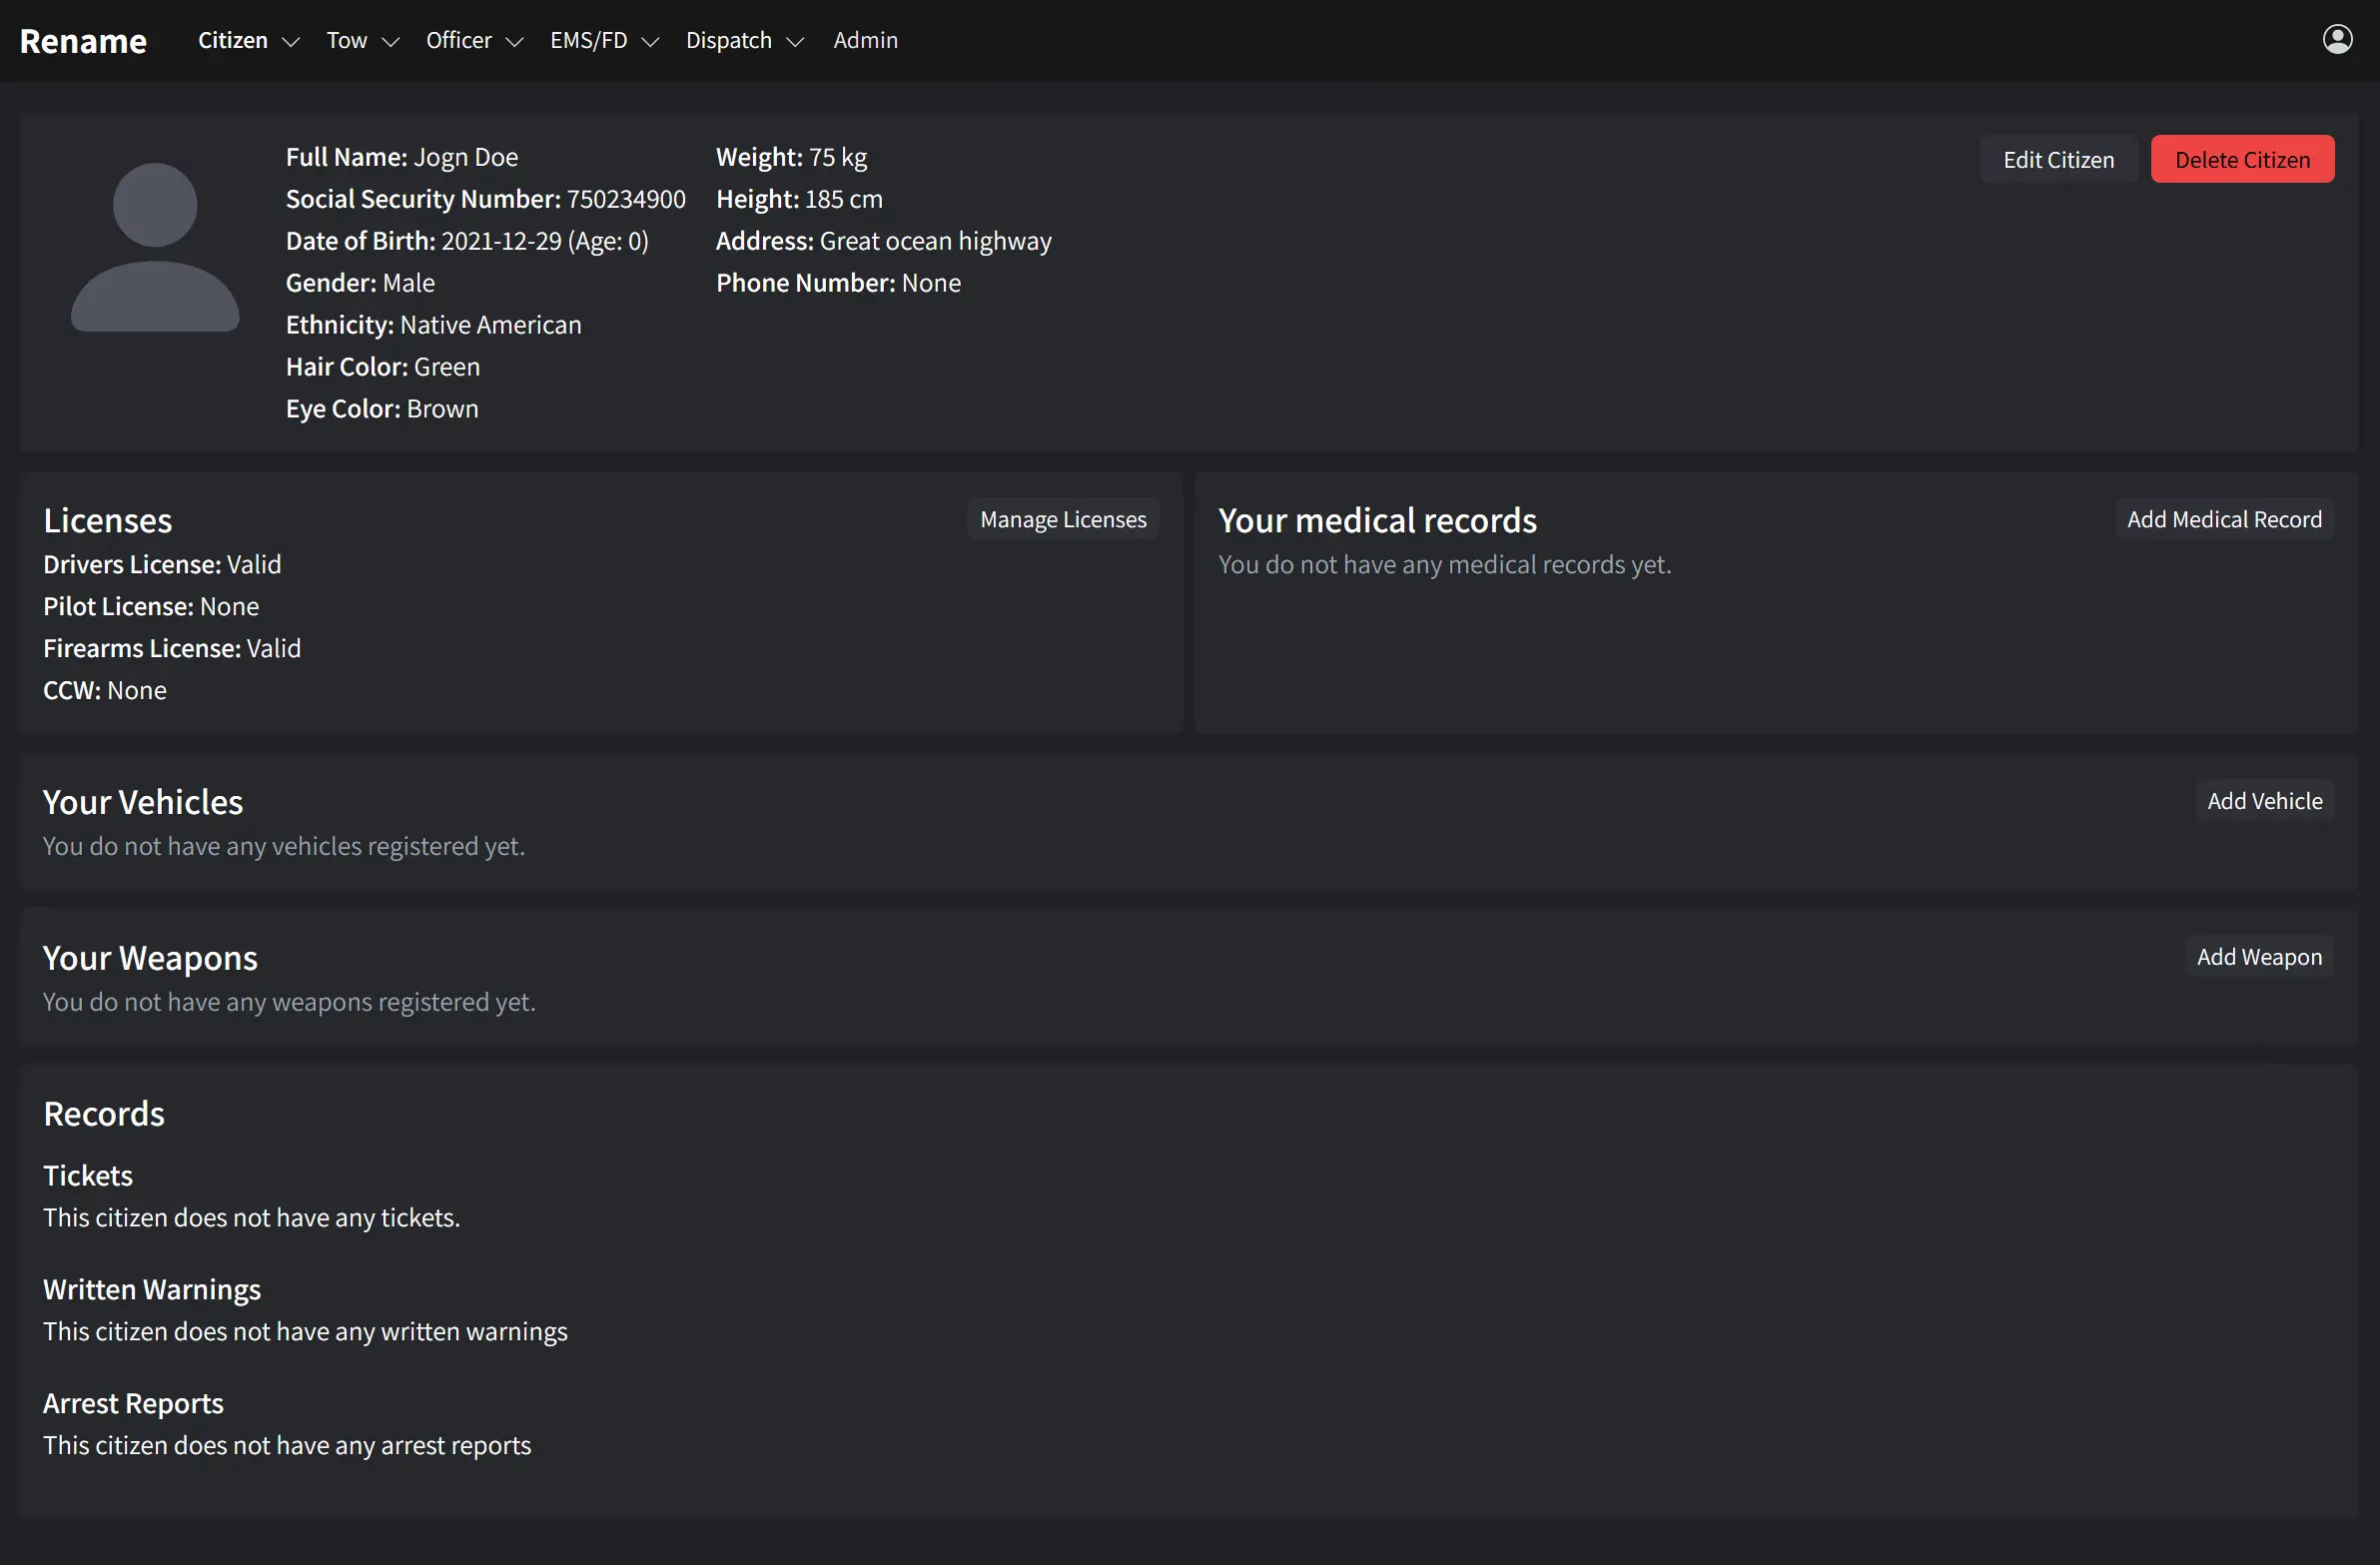 Rename Citizen Tow Officer EMS/FD Dispatch Admin
Full Name: Jogn Doe
Social Security Number: 750234900
Date of Birth: 2021-12-29 (Age: 0)
Gender: Male
Ethnicity: Native American
Hair Color: Green
Eye Color: Brown
Weight: 75 kg
Height: 185 cm
Address: Great ocean highway
Phone Number: None
Edit Citizen Delete Citizen
Licenses
Manage Licenses
Drivers License: Valid
Pilot License: None
Firearms License: Valid
CCW: None
Your medical records
Add Medical Record
You do not have any medical records yet.
Your Vehicles
Add Vehicle
You do not have any vehicles registered yet.
Your Weapons
Add Weapon
You do not have any weapons registered yet.
Records
Tickets
This citizen does not have any tickets.
Written Warnings
This citizen does not have any written warnings
Arrest Reports
This citizen does not have any arrest reports